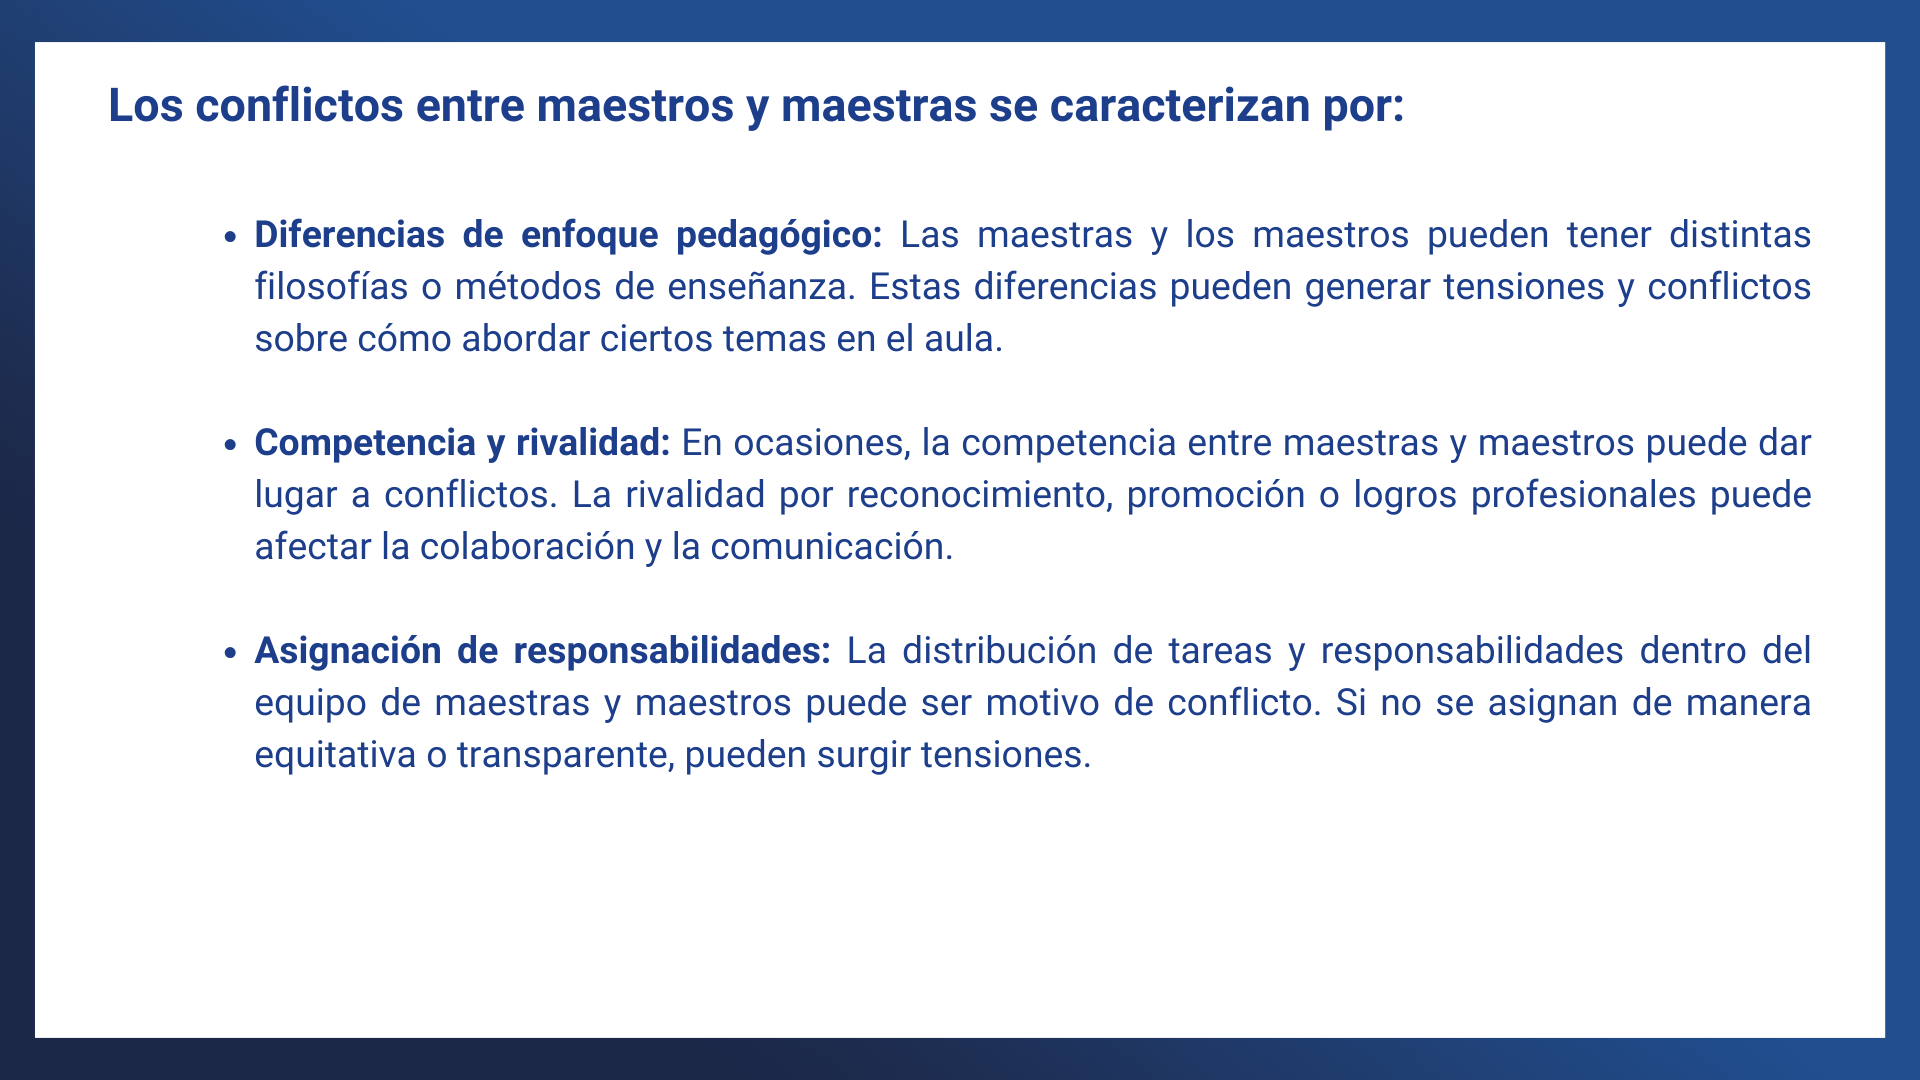 Los conflictos entre maestros y maestras se caracterizan por:
• Diferencias de enfoque pedagógico: Las maestras y los maestros pueden tener distintas
filosofías o métodos de enseñanza. Estas diferencias pueden generar tensiones y conflictos
sobre cómo abordar ciertos temas en el aula.
• Competencia y rivalidad: En ocasiones, la competencia entre maestras y maestros puede dar
lugar a conflictos. La rivalidad por reconocimiento, promoción o logros profesionales puede
afectar la colaboración y la comunicación.
• Asignación de responsabilidades: La distribución de tareas y responsabilidades dentro del
equipo de maestras y maestros puede ser motivo de conflicto. Si no se asignan de manera
equitativa o transparente, pueden surgir tensiones.